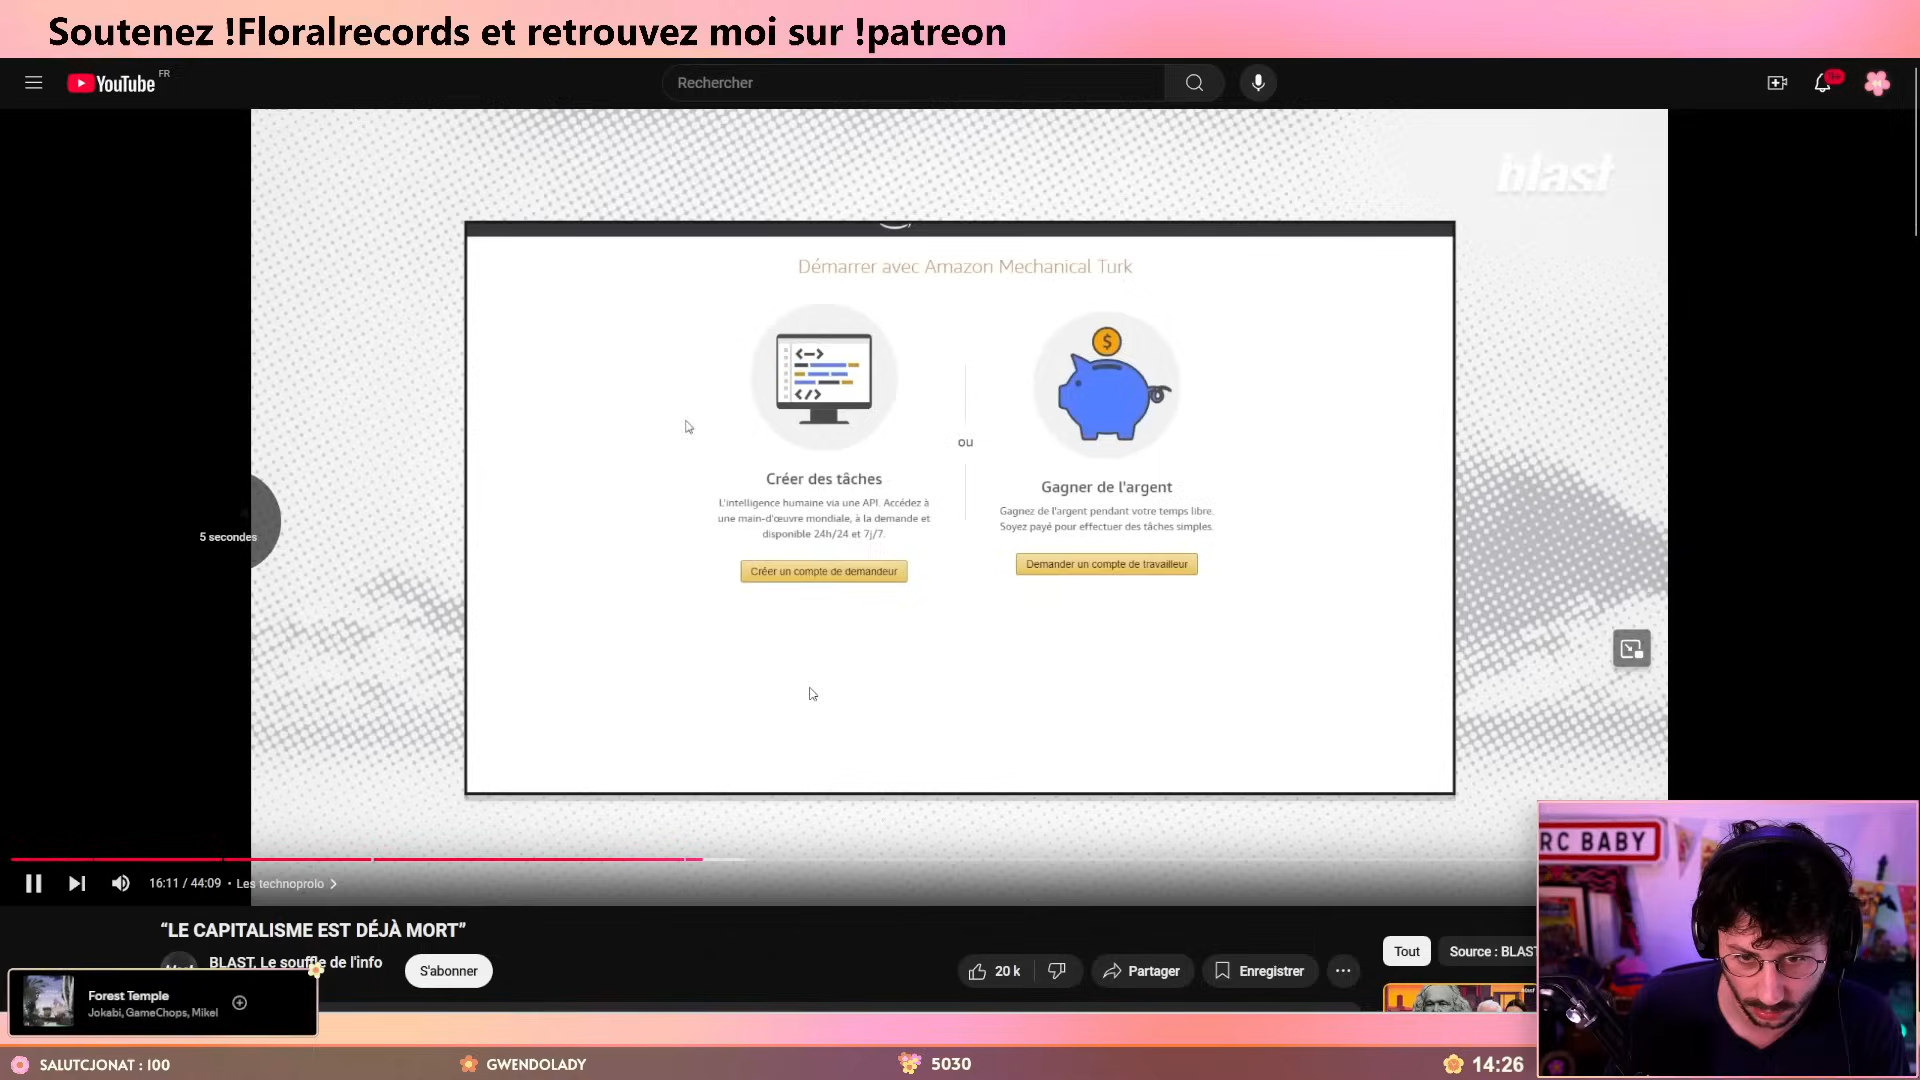 Soutenez !Floralrecords et retrouvez moi sur !patreon
YouTube FR
Rechercher
9+
blast
Démarrer avec Amazon Mechanical Turk
$
ou
Créer des tâches
L'intelligence humaine via une API. Accédez à
une main-d'œuvre mondiale, à la demande et
disponible 24h/24 et 7j/7.
Créer un compte de demandeur
Gagner de l'argent
Gagnez de l'argent pendant votre temps libre.
Soyez payé pour effectuer des tâches simples.
Demander un compte de travailleur
5 secondes
16:11 / 44:09 • Les technoprolo
RC BABY
“LE CAPITALISME EST DÉJÀ MORT”
BLAST, Le souffle de l'info
S'abonner
20 k
Partager
Enregistrer
Tout
Source : BLAST
Forest Temple
Jokabi, GameChops, Mikel
SALUTCJONAT : 100
GWENDOLADY
5030
14:26